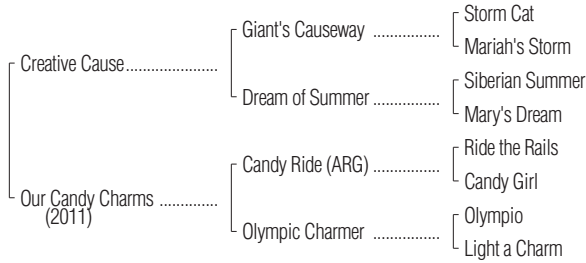 Storm Cat
Giant's Causeway ................
Mariah's Storm
Creative Cause......................
Siberian Summer
Dream of Summer ................
Mary's Dream
Ride the Rails
Candy Ride (ARG) ................
Candy Girl
Our Candy Charms ..............
(2011)
Olympio
Olympic Charmer ................
Light a Charm